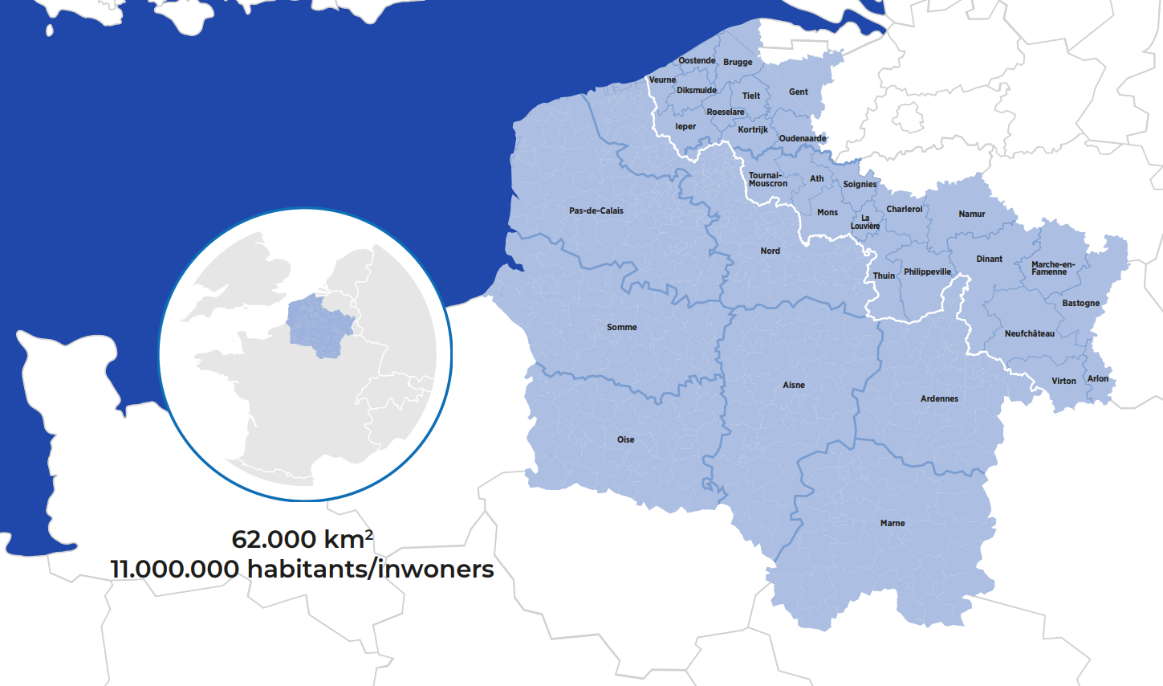 Oostende
Brugge
Veurne
Diksmuide
Tielt
Gent
Roeselare
Ieper
Kortrijk
Oudenaarde
Tournai-
Mouscron
Ath
Soignies
Mons
La
Louvière
Charleroi
Namur
Pas-de-Calais
Nord
Thuin
Philippeville
Dinant
Marche-en-
Famenne
Bastogne
Somme
Neufchâteau
Virton
Arlon
Aisne
Ardennes
Oise
Marne
62.000 km²
11.000.000 habitants/inwoners